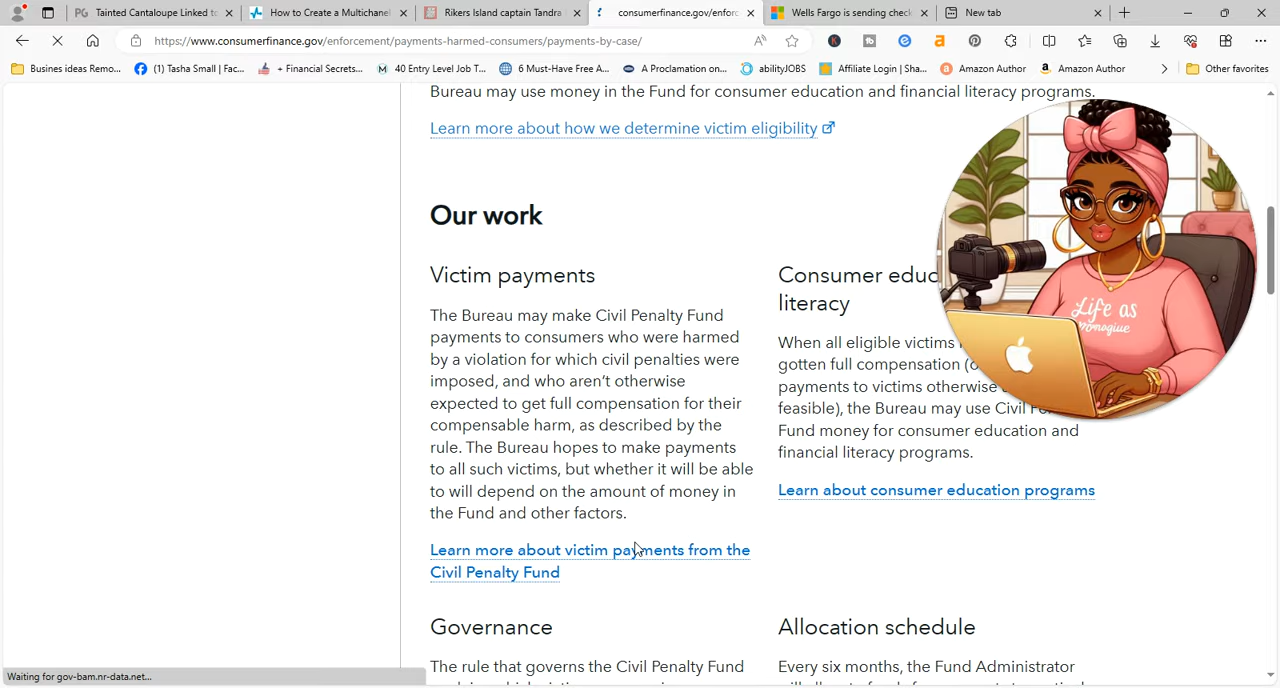 Tainted Cantaloupe Linked to
How to Create a Multichanel
Rikers Island captain Tandra
consumerfinance.gov/enforc
Wells Fargo is sending check
New tab
https://www.consumerfinance.gov/enforcement/payments-harmed-consumers/payments-by-case/
Busines ideas Remo...
(1) Tasha Small | Fac...
+ Financial Secrets...
40 Entry Level Job T...
6 Must-Have Free A...
A Proclamation on...
abilityJOBS
Affiliate Login | Sha...
Amazon Author
Amazon Author
Other favorites
Bureau may use money in the Fund for consumer education and financial literacy programs.
Learn more about how we determine victim eligibility
Our work
Victim payments
The Bureau may make Civil Penalty Fund
payments to consumers who were harmed
by a violation for which civil penalties were
imposed, and who aren't otherwise
expected to get full compensation for their
compensable harm, as described by the
rule. The Bureau hopes to make payments
to all such victims, but whether it will be able
to will depend on the amount of money in
the Fund and other factors.
Learn more about victim payments from the
Civil Penalty Fund
Consumer educ
literacy
When all eligible victims
gotten full compensation (o
payments to victims otherwise
feasible), the Bureau may use Civil
Fund money for consumer education and
financial literacy programs.
Learn about consumer education programs
Life as
Monagiue
Governance
The rule that governs the Civil Penalty Fund
Allocation schedule
Every six months, the Fund Administrator
Waiting for gov-bam.nr-data.net...